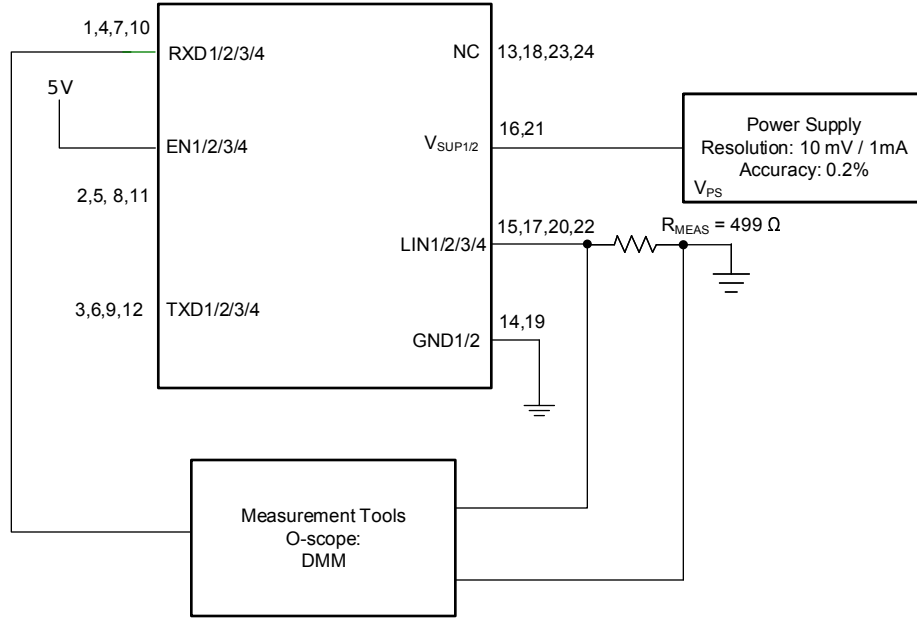 1,4,7,10
RXD1/2/3/4
NC
13,18,23,24
5V
EN1/2/3/4
VSUP1/2
16,21
Power Supply
Resolution: 10 mV / 1mA
Accuracy: 0.2%
VPS
2,5, 8,11
LIN1/2/3/4
15,17,20,22
RMEAS = 499 Ω
3,6,9,12
TXD1/2/3/4
GND1/2
14,19
Measurement Tools
O-scope:
DMM